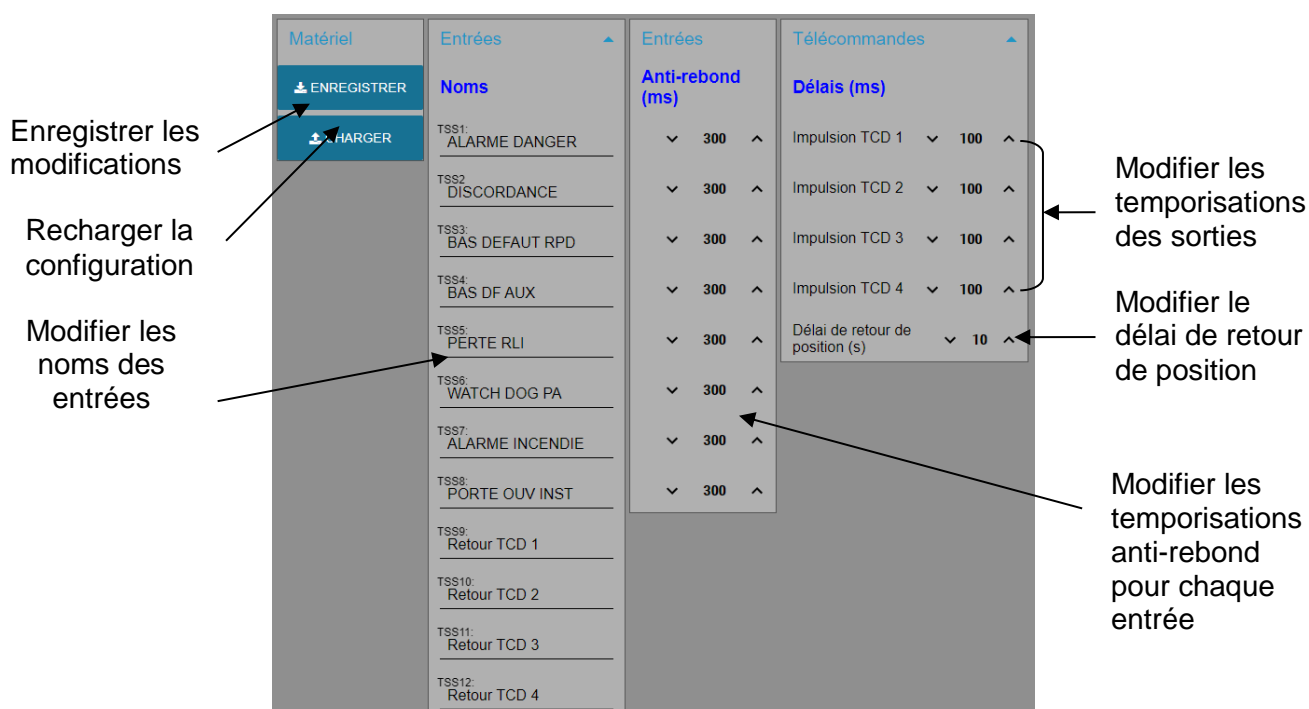 Matériel
ENREGISTRER
CHARGER
Enregistrer les
modifications
Recharger la
configuration
Modifier les
noms des
entrées
Entrées
Noms
TSS1:
ALARME DANGER
TSS2
DISCORDANCE
TSS3:
BAS DEFAUT RPD
TSS4:
BAS DF AUX
TSS5:
PERTE RLI
TSS6:
WATCH DOG PA
TSS7:
ALARME INCENDIE
TSS8:
PORTE OUV INST
TSS9:
Retour TCD 1
TSS10:
Retour TCD 2
TSS11:
Retour TCD 3
TSS12:
Retour TCD 4
Entrées
Anti-rebond
(ms)
300
300
300
300
300
300
300
300
Télécommandes
Délais (ms)
Impulsion TCD 1 100
Impulsion TCD 2 100
Impulsion TCD 3 100
Impulsion TCD 4 100
Délai de retour de
position (s) 10
Modifier les
temporisations
des sorties
Modifier le
délai de retour
de position
Modifier les
temporisations
anti-rebond
pour chaque
entrée